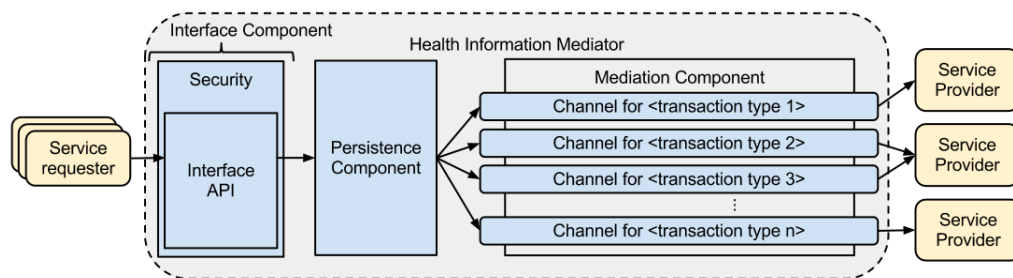 Interface Component
Health Information Mediator
Security
Interface
API
Service
requester
Persistence
Component
Mediation Component
Channel for <transaction type 1>
Channel for <transaction type 2>
Channel for <transaction type 3>
...
Channel for <transaction type n>
Service
Provider
Service
Provider
Service
Provider